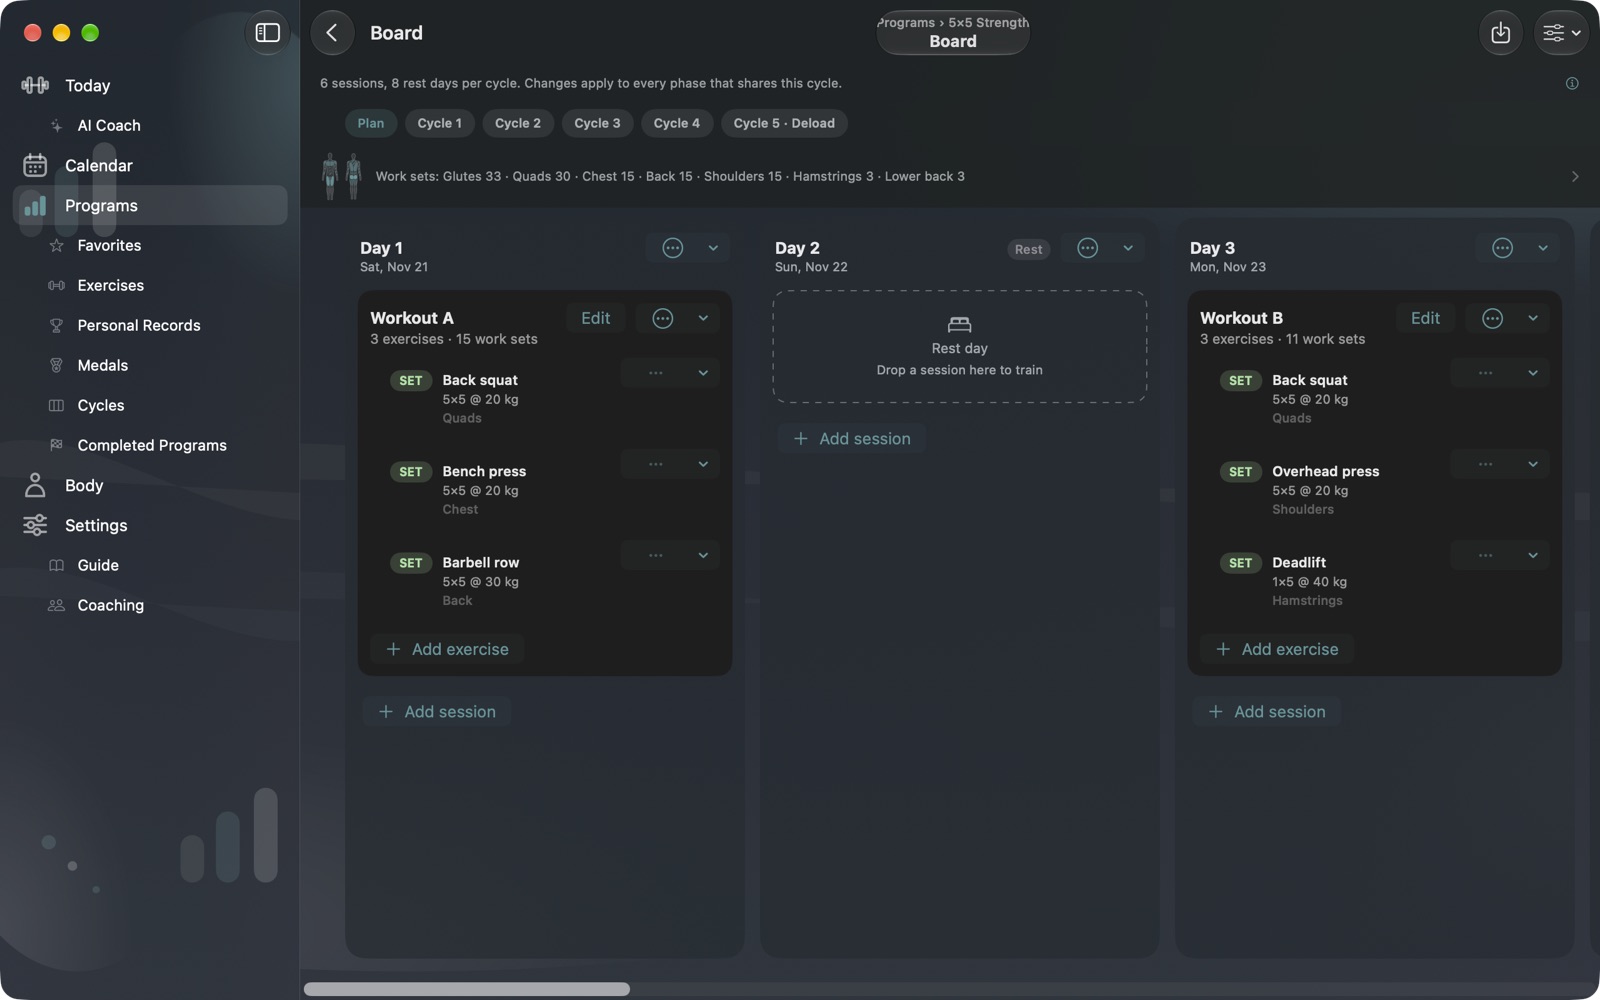 Today
AI Coach
Calendar
Programs
Favorites
Exercises
Personal Records
Medals
Cycles
Completed Programs
Body
Settings
Guide
Coaching
Board
Programs › 5×5 Strength
Board
6 sessions, 8 rest days per cycle. Changes apply to every phase that shares this cycle.
Plan
Cycle 1
Cycle 2
Cycle 3
Cycle 4
Cycle 5 · Deload
Work sets: Glutes 33 · Quads 30 · Chest 15 · Back 15 · Shoulders 15 · Hamstrings 3 · Lower back 3
Day 1
Sat, Nov 21
Workout A
Edit
3 exercises · 15 work sets
SET Back squat
5×5 @ 20 kg
Quads
SET Bench press
5×5 @ 20 kg
Chest
SET Barbell row
5×5 @ 30 kg
Back
+ Add exercise
+ Add session
Day 2
Rest
Sun, Nov 22
Rest day
Drop a session here to train
+ Add session
Day 3
Mon, Nov 23
Workout B
Edit
3 exercises · 11 work sets
SET Back squat
5×5 @ 20 kg
Quads
SET Overhead press
5×5 @ 20 kg
Shoulders
SET Deadlift
1×5 @ 40 kg
Hamstrings
+ Add exercise
+ Add session